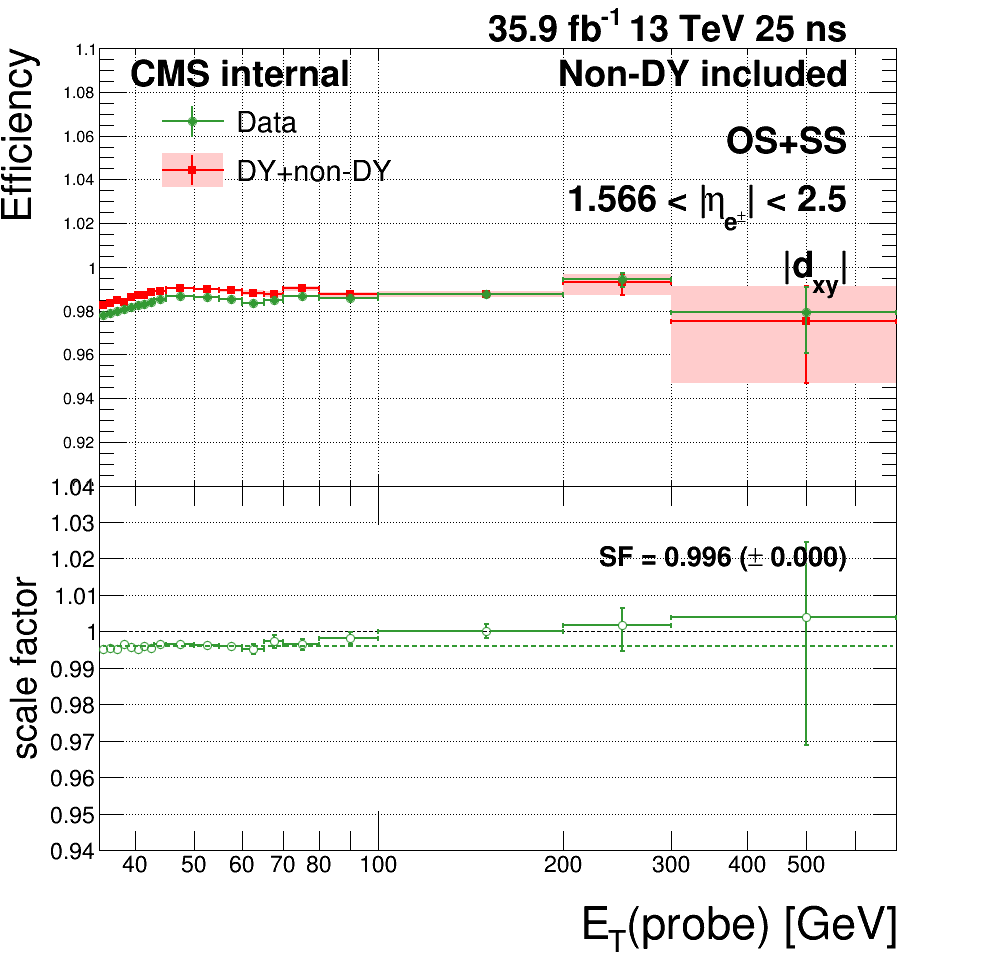 35.9 fb⁻¹ 13 TeV 25 ns
Efficiency
CMS internal
Non-DY included
Data
DY+non-DY
OS+SS
1.566 < |η_e±| < 2.5
|d_xy|
1.1
1.08
1.06
1.04
1.02
1
0.98
0.96
0.94
0.92
scale factor
SF = 0.996 (± 0.000)
1.04
1.03
1.02
1.01
1
0.99
0.98
0.97
0.96
0.95
0.94
40 50 60 70 80 100 200 300 400 500
E_T(probe) [GeV]